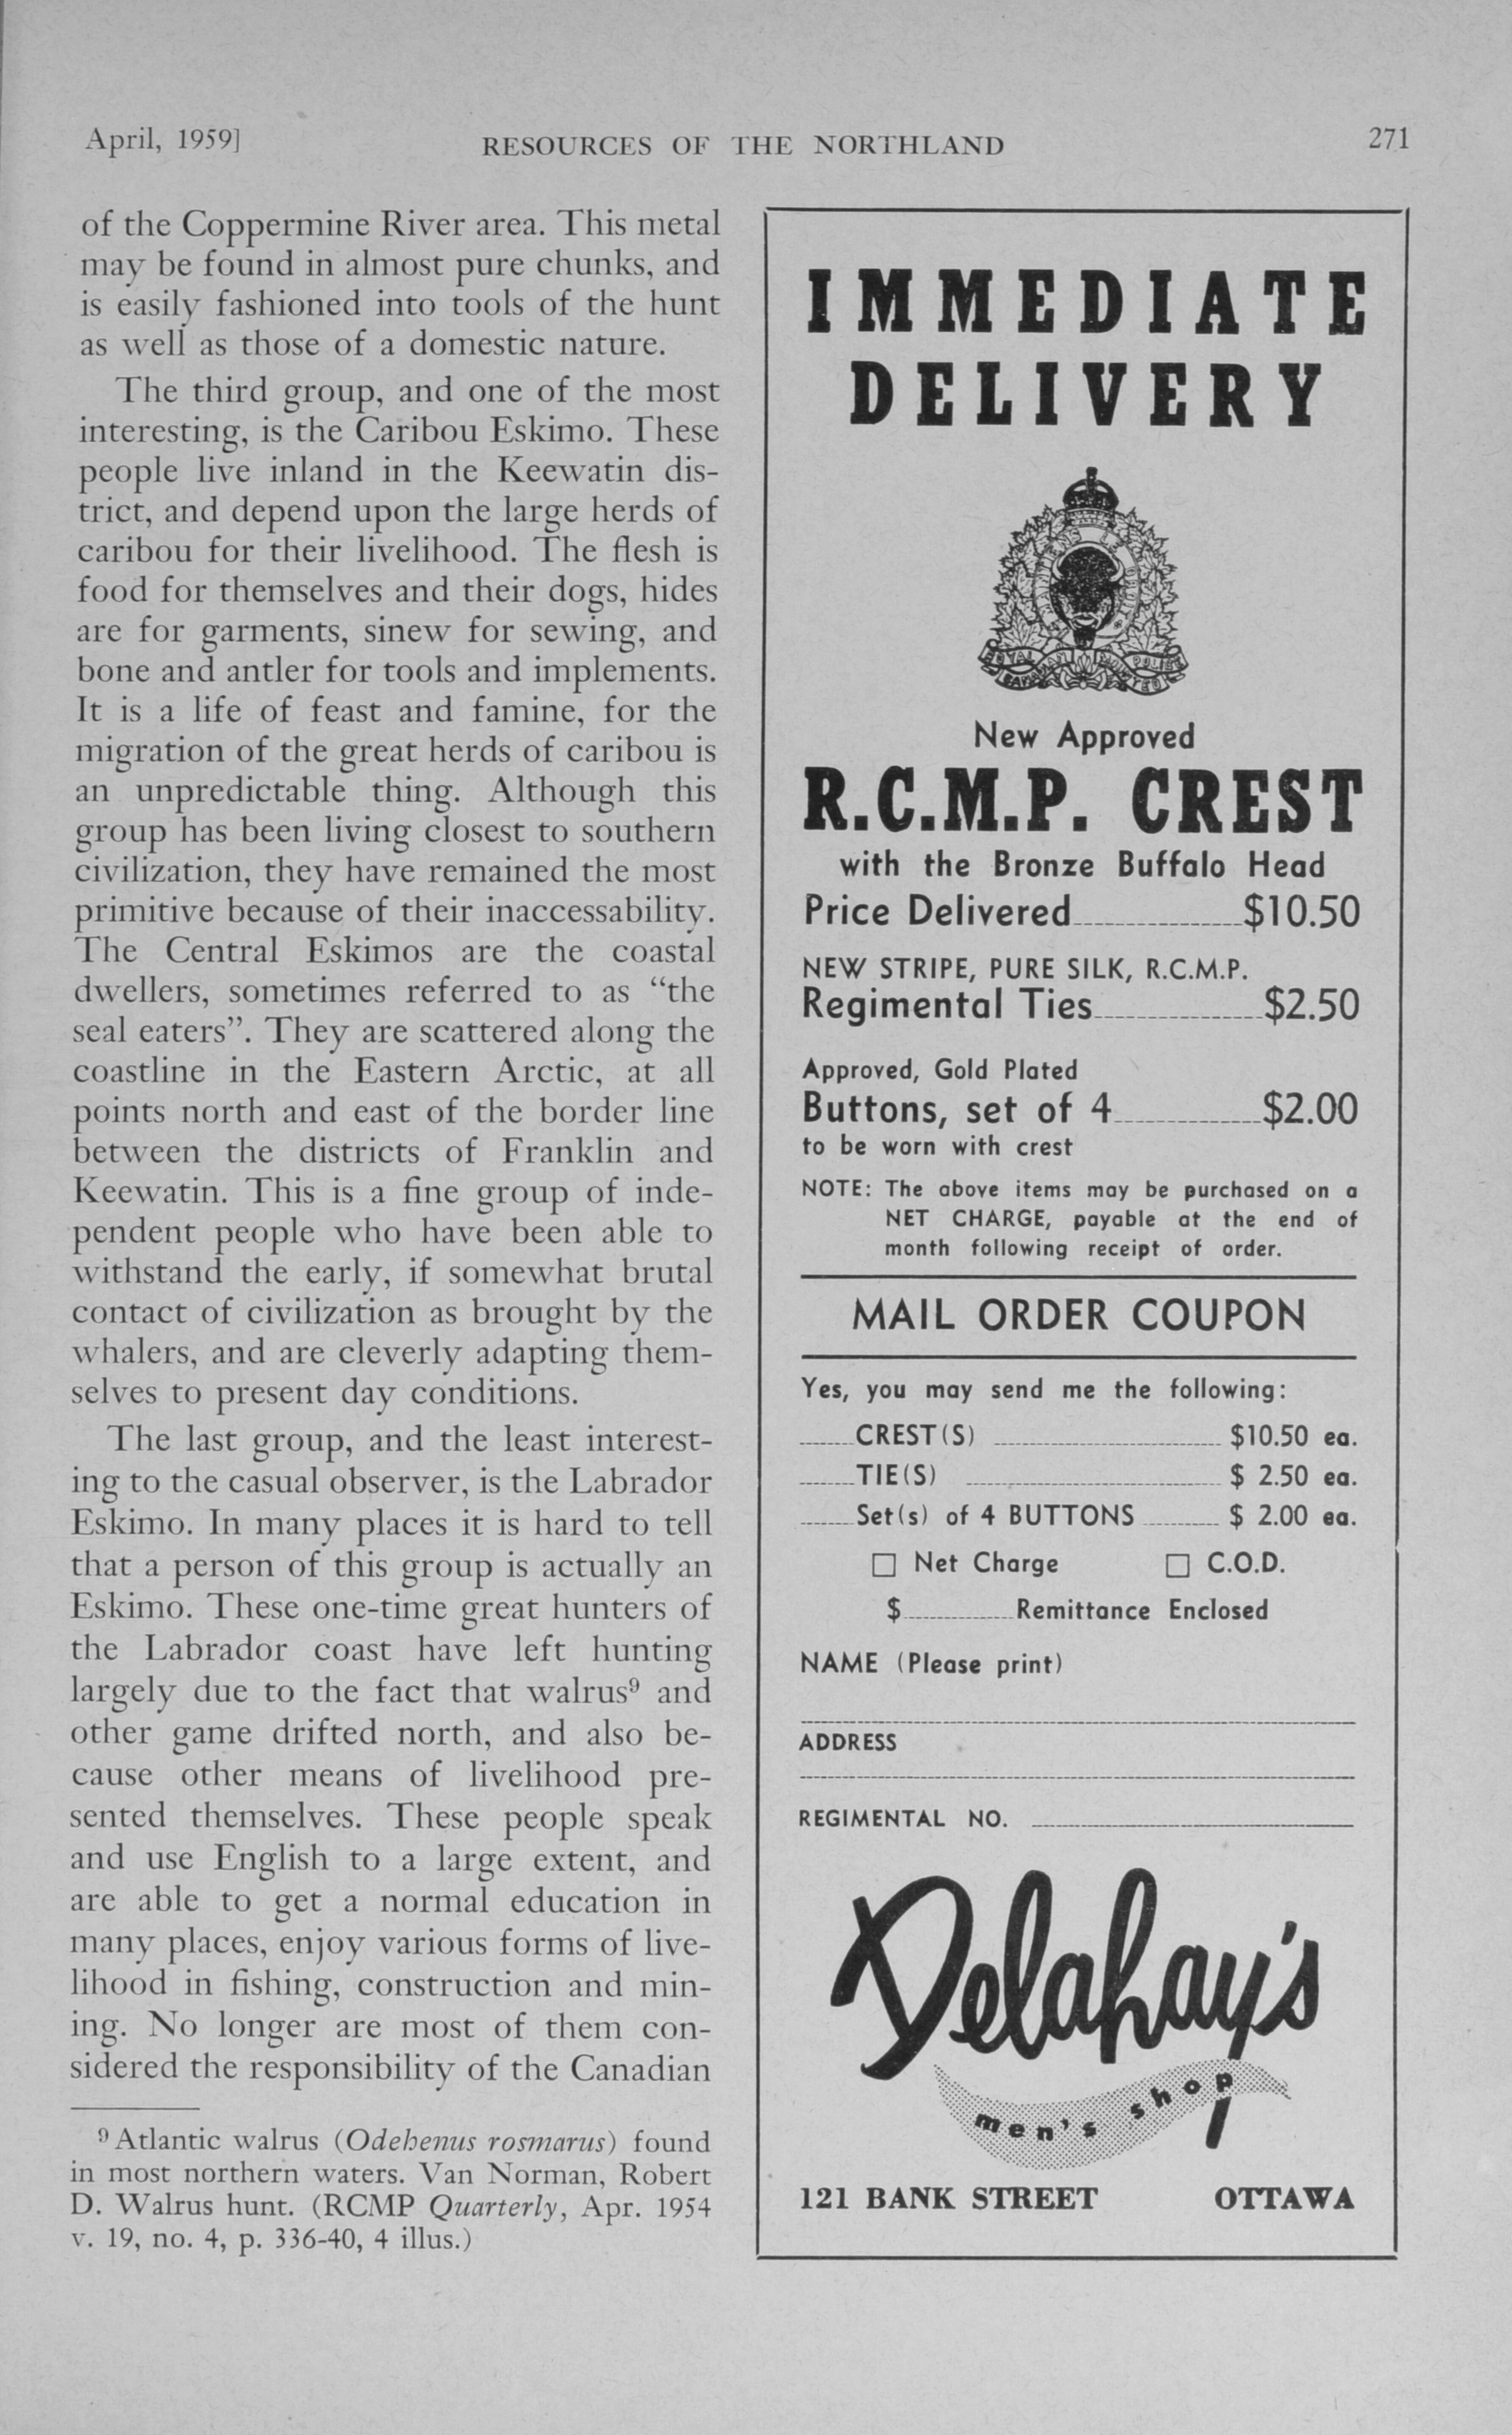 April, 1959]
RESOURCES OF THE NORTHLAND
271
of the Coppermine River area. This metal
may be found in almost pure chunks, and
is easily fashioned into tools of the hunt
as well as those of a domestic nature.
The third group, and one of the most
interesting, is the Caribou Eskimo. These
people live inland in the Keewatin dis-
trict, and depend upon the large herds of
caribou for their livelihood. The flesh is
food for themselves and their dogs, hides
are for garments, sinew for sewing, and
bone and antler for tools and implements.
It is a life of feast and famine, for the
migration of the great herds of caribou is
an unpredictable thing. Although this
group has been living closest to southern
civilization, they have remained the most
primitive because of their inaccessability.
The Central Eskimos are the coastal
dwellers, sometimes referred to as “the
seal eaters”. They are scattered along the
coastline in the Eastern Arctic, at all
points north and east of the border line
between the districts of Franklin and
Keewatin. This is a fine group of inde-
pendent people who have been able to
withstand the early, if somewhat brutal
contact of civilization as brought by the
whalers, and are cleverly adapting them-
selves to present day conditions.
The last group, and the least interest-
ing to the casual observer, is the Labrador
Eskimo. In many places it is hard to tell
that a person of this group is actually an
Eskimo. These one-time great hunters of
the Labrador coast have left hunting
largely due to the fact that walrus⁹ and
other game drifted north, and also be-
cause other means of livelihood pre-
sented themselves. These people speak
and use English to a large extent, and
are able to get a normal education in
many places, enjoy various forms of live-
lihood in fishing, construction and min-
ing. No longer are most of them con-
sidered the responsibility of the Canadian
⁹ Atlantic walrus (Odebenus rosmarus) found
in most northern waters. Van Norman, Robert
D. Walrus hunt. (RCMP Quarterly, Apr. 1954
v. 19, no. 4, p. 336-40, 4 illus.)
IMMEDIATE
DELIVERY
ROYAL CANADIAN MOUNTED POLICE
New Approved
R.C.M.P. CREST
with the Bronze Buffalo Head
Price Delivered $10.50
NEW STRIPE, PURE SILK, R.C.M.P.
Regimental Ties $2.50
Approved, Gold Plated
Buttons, set of 4 $2.00
to be worn with crest
NOTE: The above items may be purchased on a
NET CHARGE, payable at the end of
month following receipt of order.
MAIL ORDER COUPON
Yes, you may send me the following:
CREST(S) $10.50 ea.
TIE(S) $ 2.50 ea.
Set(s) of 4 BUTTONS $ 2.00 ea.
☐ Net Charge ☐ C.O.D.
$ Remittance Enclosed
NAME (Please print)
ADDRESS
REGIMENTAL NO.
Delahay's
men's shop
121 BANK STREET OTTAWA